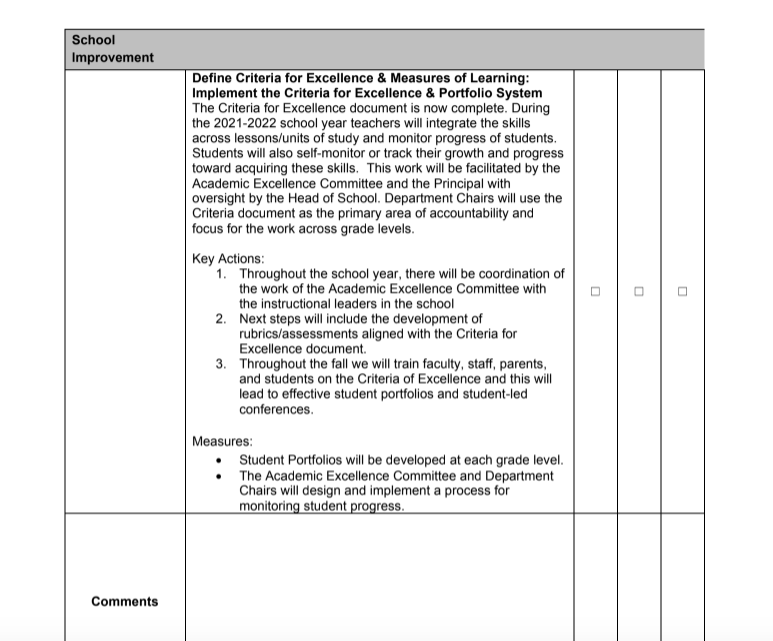 School
Improvement
Define Criteria for Excellence & Measures of Learning:
Implement the Criteria for Excellence & Portfolio System
The Criteria for Excellence document is now complete. During
the 2021-2022 school year teachers will integrate the skills
across lessons/units of study and monitor progress of students.
Students will also self-monitor or track their growth and progress
toward acquiring these skills. This work will be facilitated by the
Academic Excellence Committee and the Principal with
oversight by the Head of School. Department Chairs will use the
Criteria document as the primary area of accountability and
focus for the work across grade levels.
Key Actions:
1. Throughout the school year, there will be coordination of
the work of the Academic Excellence Committee with
the instructional leaders in the school
2. Next steps will include the development of
rubrics/assessments aligned with the Criteria for
Excellence document.
3. Throughout the fall we will train faculty, staff, parents,
and students on the Criteria of Excellence and this will
lead to effective student portfolios and student-led
conferences.
Measures:
• Student Portfolios will be developed at each grade level.
• The Academic Excellence Committee and Department
Chairs will design and implement a process for
monitoring student progress.
Comments